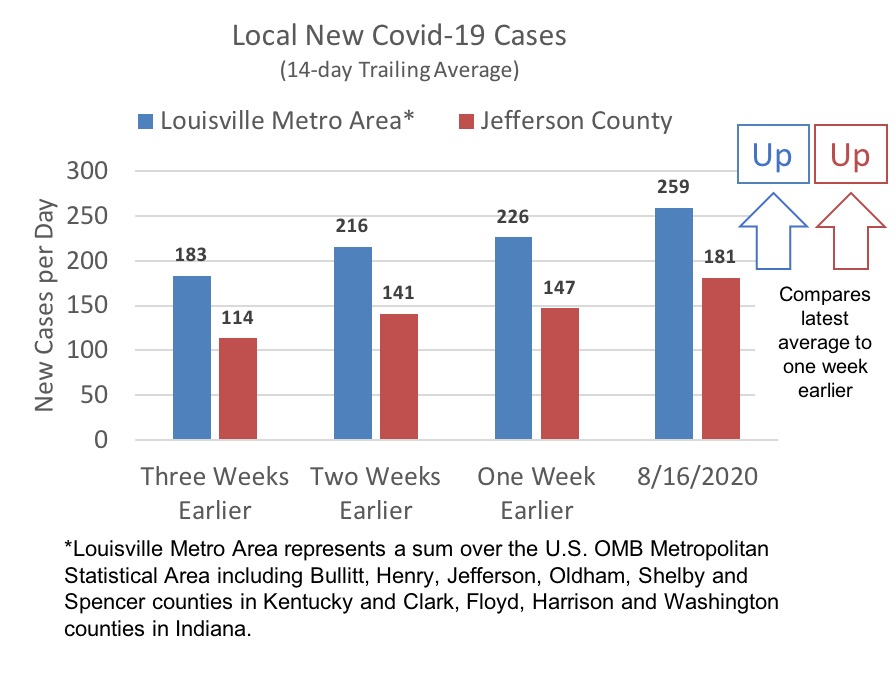 Local New Covid-19 Cases
(14-day Trailing Average)
Louisville Metro Area* Jefferson County
Up Up
New Cases per Day
300
250
200
150
100
50
0
183
114
216
141
226
147
259
181
Compares
latest
average to
one week
earlier
Three Weeks Two Weeks One Week 8/16/2020
Earlier Earlier Earlier
*Louisville Metro Area represents a sum over the U.S. OMB Metropolitan
Statistical Area including Bullitt, Henry, Jefferson, Oldham, Shelby and
Spencer counties in Kentucky and Clark, Floyd, Harrison and Washington
counties in Indiana.